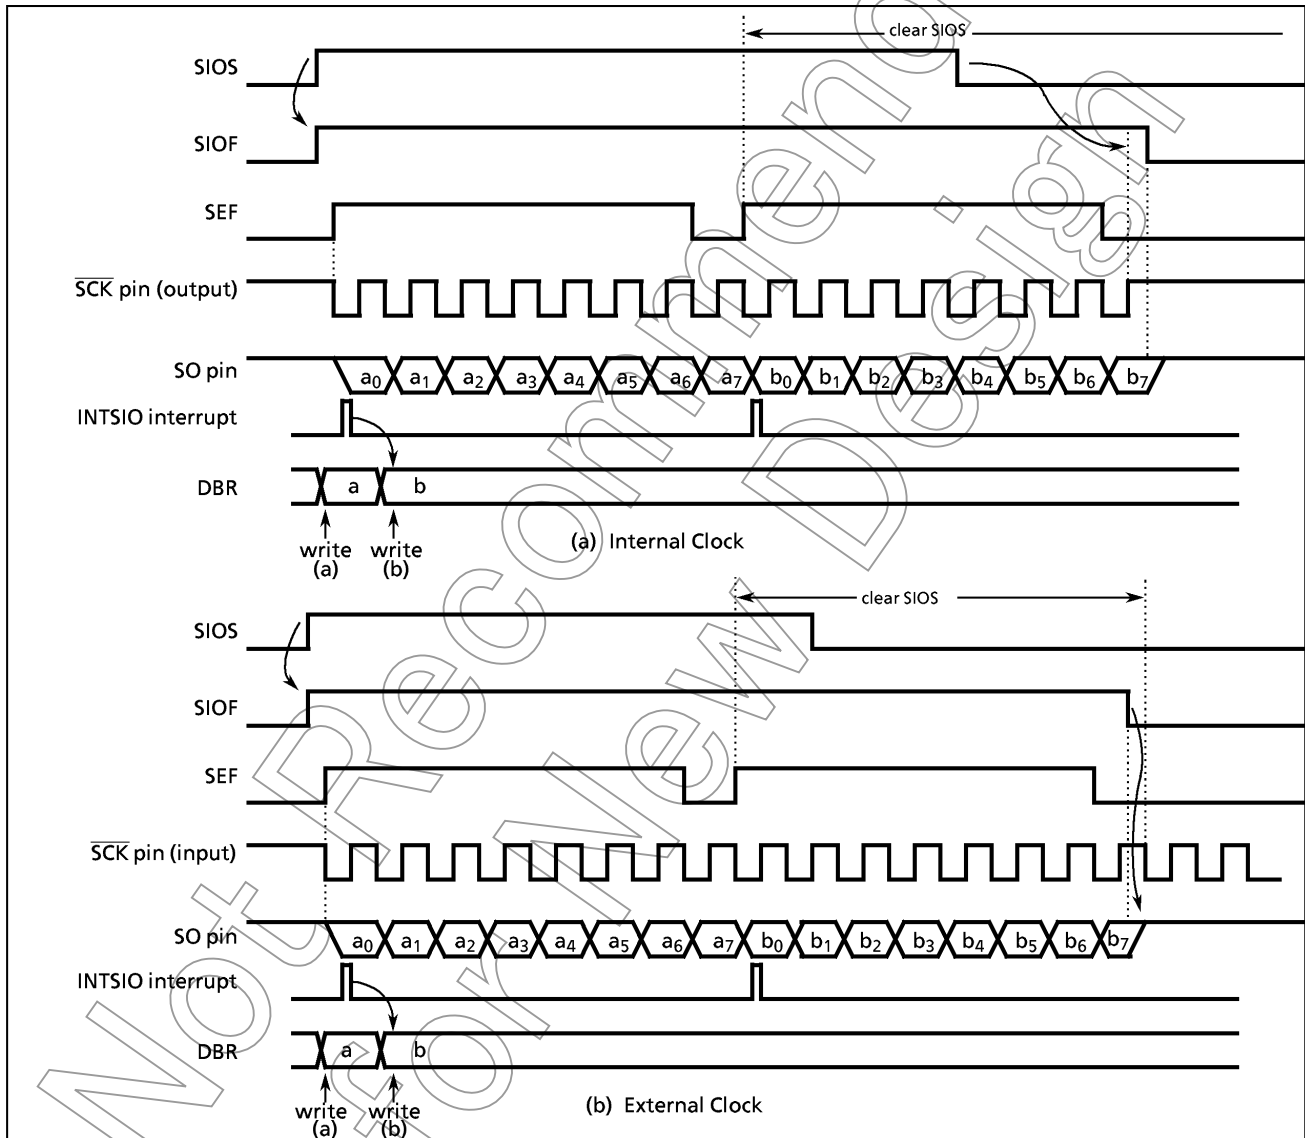 clear SIOS
SIOS
SIOF
SEF
SCK pin (output)
SO pin a0 a1 a2 a3 a4 a5 a6 a7 b0 b1 b2 b3 b4 b5 b6 b7
INTSIO interrupt
DBR a b
write (a) write (b)
(a) Internal Clock
clear SIOS
SIOS
SIOF
SEF
SCK pin (input)
SO pin a0 a1 a2 a3 a4 a5 a6 a7 b0 b1 b2 b3 b4 b5 b6 b7
INTSIO interrupt
DBR a b
write (a) write (b)
(b) External Clock
Not Recommend
for New Design